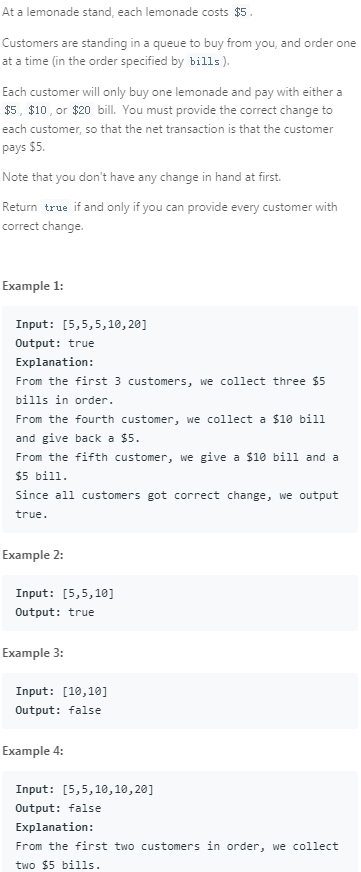 At a lemonade stand, each lemonade costs $5.
Customers are standing in a queue to buy from you, and order one
at a time (in the order specified by bills).
Each customer will only buy one lemonade and pay with either a
$5, $10, or $20 bill. You must provide the correct change to
each customer, so that the net transaction is that the customer
pays $5.
Note that you don't have any change in hand at first.
Return true if and only if you can provide every customer with
correct change.
Example 1:
Input: [5,5,5,10,20]
Output: true
Explanation:
From the first 3 customers, we collect three $5
bills in order.
From the fourth customer, we collect a $10 bill
and give back a $5.
From the fifth customer, we give a $10 bill and a
$5 bill.
Since all customers got correct change, we output
true.
Example 2:
Input: [5,5,10]
Output: true
Example 3:
Input: [10,10]
Output: false
Example 4:
Input: [5,5,10,10,20]
Output: false
Explanation:
From the first two customers in order, we collect
two $5 bills.